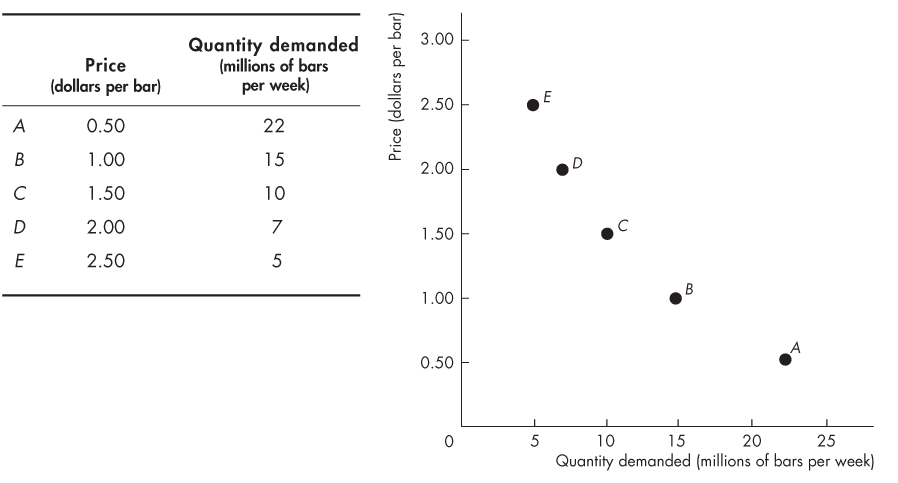 Price
(dollars per bar)
Quantity demanded
(millions of bars
per week)
A 0.50 22
B 1.00 15
C 1.50 10
D 2.00 7
E 2.50 5
Price (dollars per bar)
3.00
2.50
2.00
1.50
1.00
0.50
0
E
D
C
B
A
5 10 15 20 25
Quantity demanded (millions of bars per week)